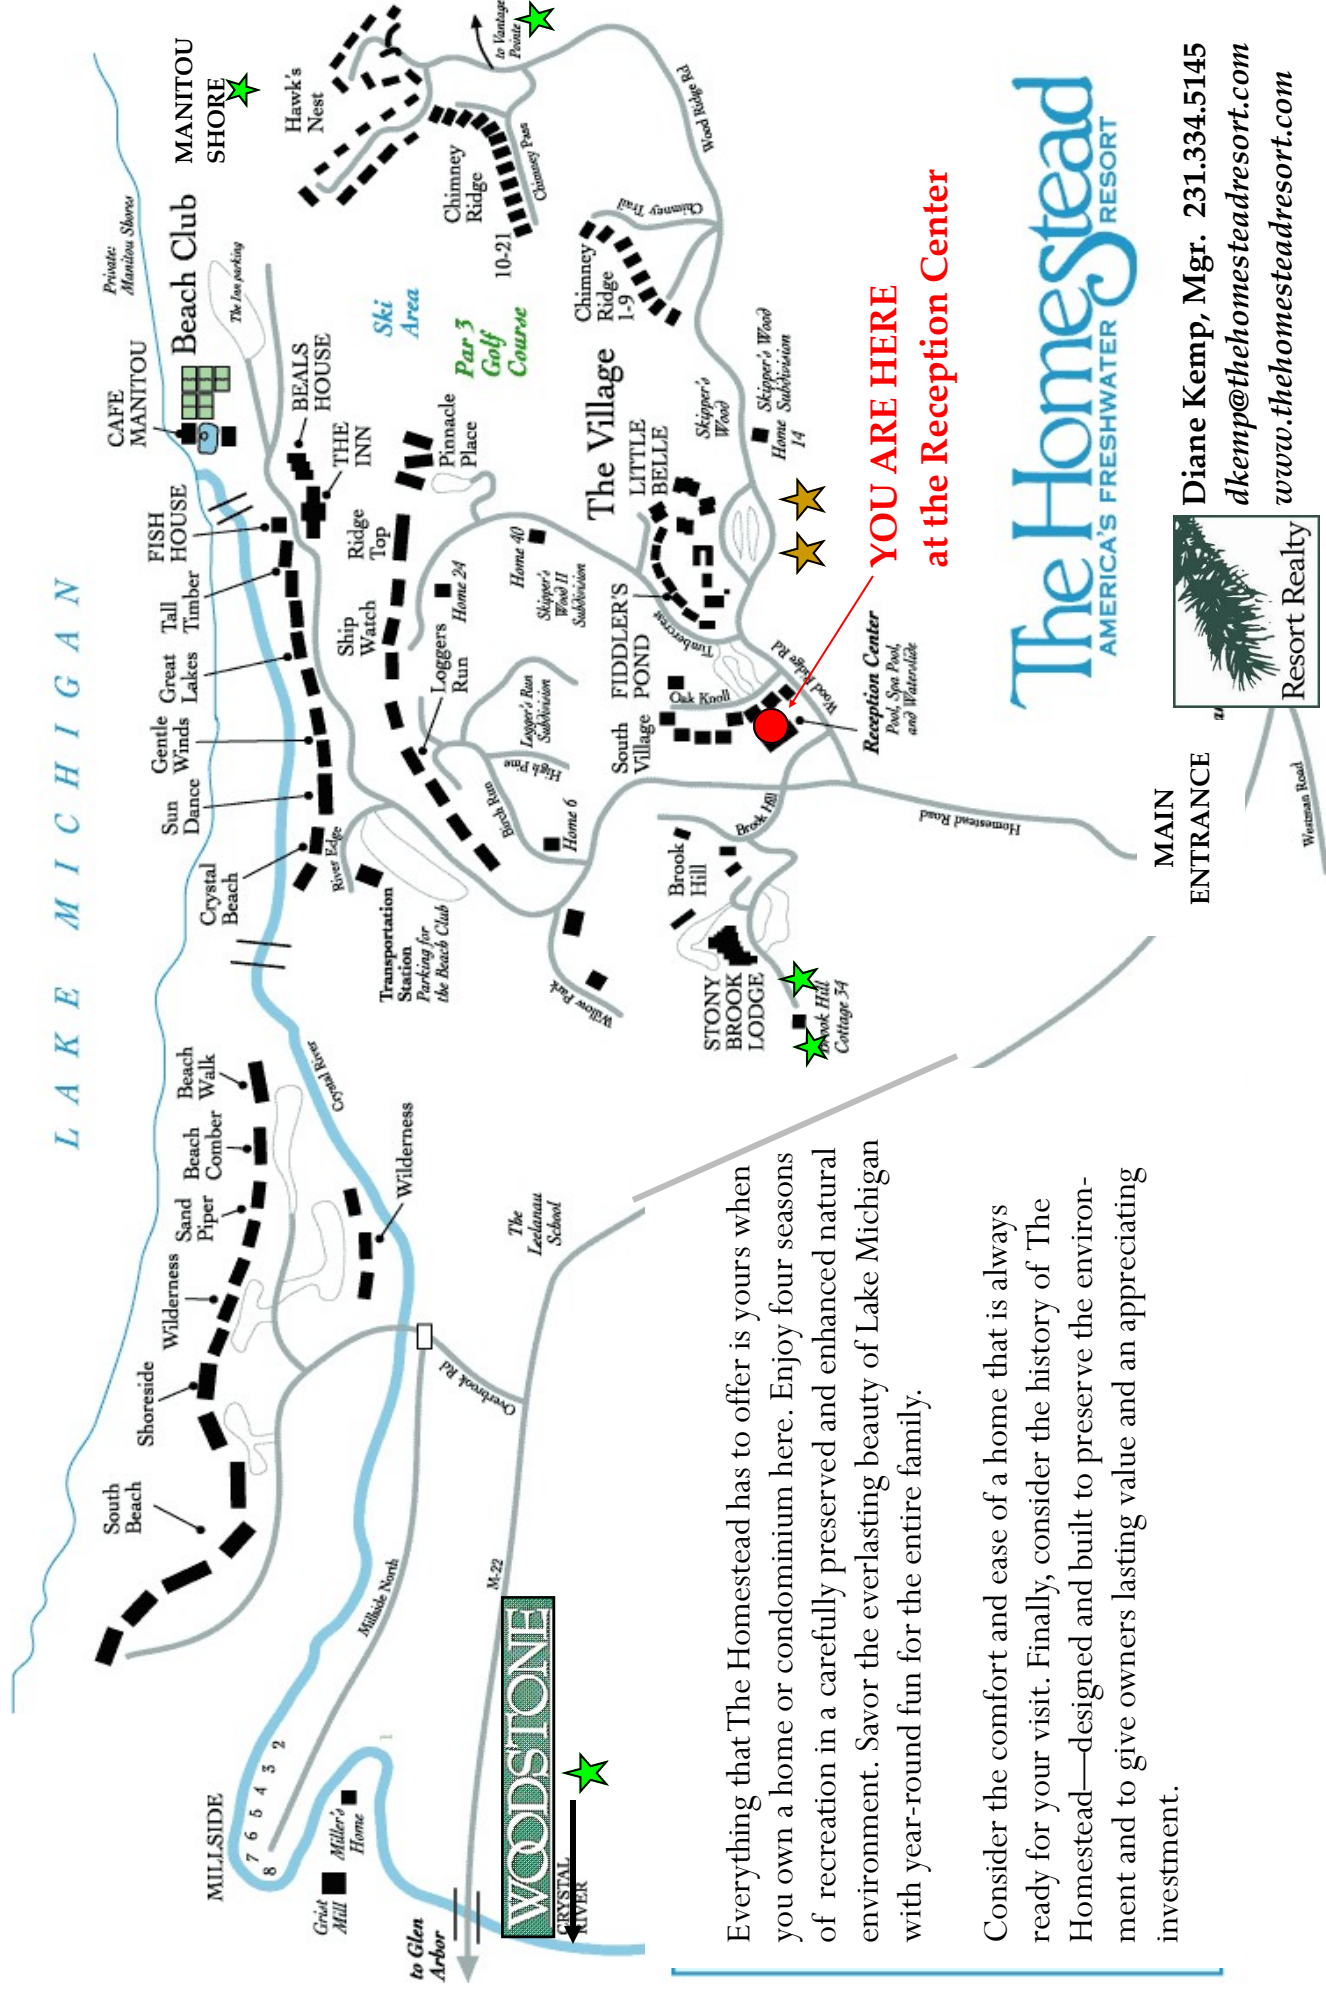 LAKE MICHIGAN
Private:
Manitou Shores
MANITOU
SHORE
CAFE
MANITOU
Beach Club
The Inn parking
Hawk's
Nest
to Vantage
Pointe
BEALS
HOUSE
THE
INN
FISH
HOUSE
Tall
Timber
Great
Lakes
Gentle
Winds
Sun
Dance
Crystal
Beach
River Edge
Ski
Area
Par 3
Golf
Course
Chimney
Ridge
10-21
Chimney Pass
Wood Ridge Rd
Chimney Trail
Chimney
Ridge
1-9
Pinnacle
Place
Ridge
Top
Ship
Watch
Home 24
Loggers
Run
Home 40
Skipper's
Wood II
Subdivision
Logger's Run
Subdivision
High Pine
Birch Run
Home 6
The Village
LITTLE
BELLE
Skipper's
Wood
Skipper's Wood
Home Subdivision
14
FIDDLER'S
POND
Timbercrest
Oak Knoll
South
Village
Wood Ridge Rd
Reception Center
Pool, Spa Pool,
and Waterslide
YOU ARE HERE
at the Reception Center
Transportation
Station
Parking for
the Beach Club
Willow Park
Brook
Hill
Brook Hill
STONY
BROOK
LODGE
Brook Hill
Cottage 34
Homestead Road
MAIN
ENTRANCE
Westman Road
Beach
Walk
Beach
Comber
Sand
Piper
Wilderness
Shoreside
South
Beach
Crystal River
Wilderness
The
Leelanau
School
Overbrook Rd
M-22
Millside North
MILLSIDE
8 7 6 5 4 3 2
1
Miller's
Home
Grist
Mill
to Glen
Arbor
WOODSTONE
CRYSTAL
RIVER
The Homestead
AMERICA'S FRESHWATER RESORT
Resort Realty
Diane Kemp, Mgr. 231.334.5145
dkemp@thehomesteadresort.com
www.thehomesteadresort.com
Everything that The Homestead has to offer is yours when
you own a home or condominium here. Enjoy four seasons
of recreation in a carefully preserved and enhanced natural
environment. Savor the everlasting beauty of Lake Michigan
with year-round fun for the entire family.
Consider the comfort and ease of a home that is always
ready for your visit. Finally, consider the history of The
Homestead—designed and built to preserve the environ-
ment and to give owners lasting value and an appreciating
investment.